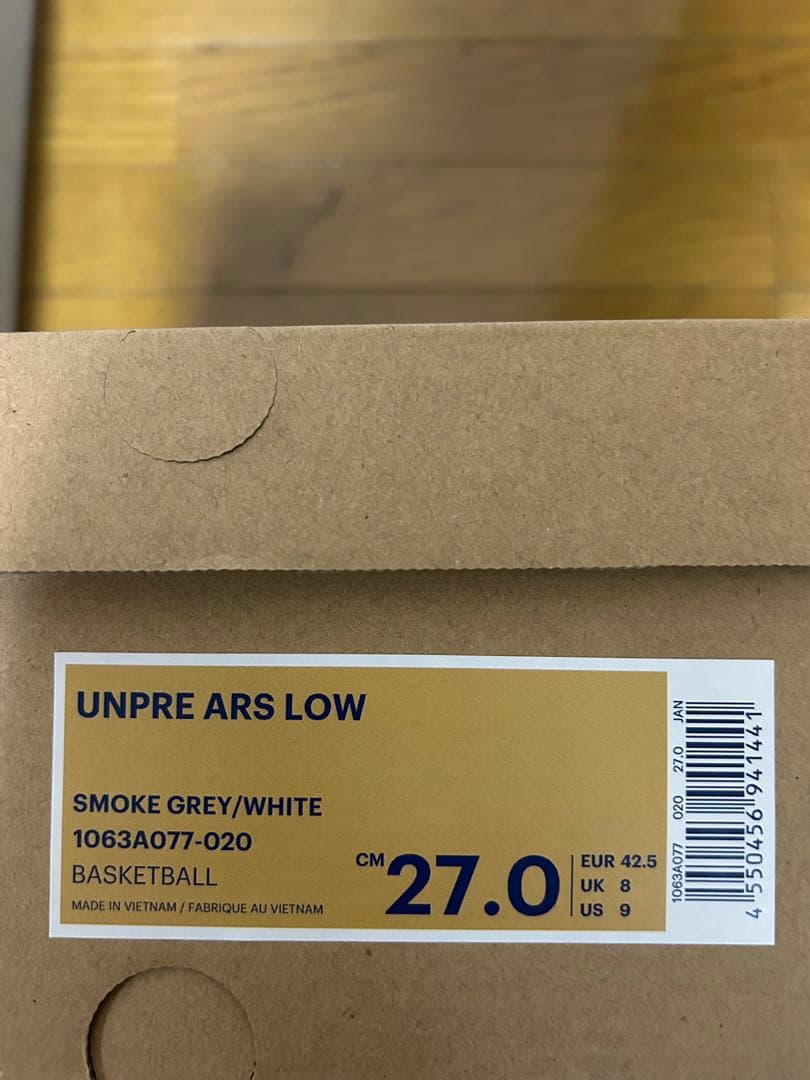 UNPRE ARS LOW
SMOKE GREY/WHITE
1063A077-020
BASKETBALL
MADE IN VIETNAM / FABRIQUE AU VIETNAM
CM 27.0
EUR 42.5
UK 8
US 9
1063A077 020 27.0 JAN
4 550456 941441